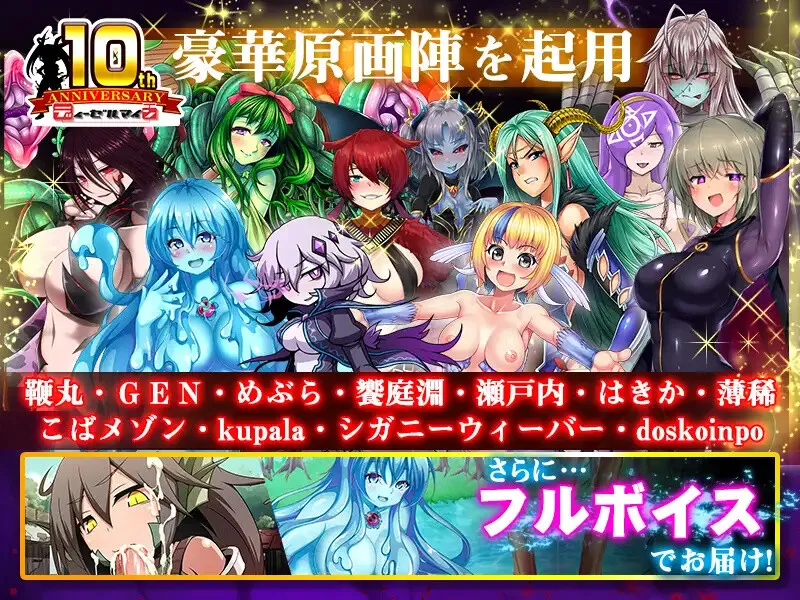 10th
ANNIVERSARY
ディーゼルマイン
豪華原画陣を起用
鞭丸・GEN・めぶら・饗庭淵・瀬戸内・はきか・薄稀
こばメゾン・kupala・シガニーウィーバー・doskoinpo
さらに…
フルボイス
でお届け!